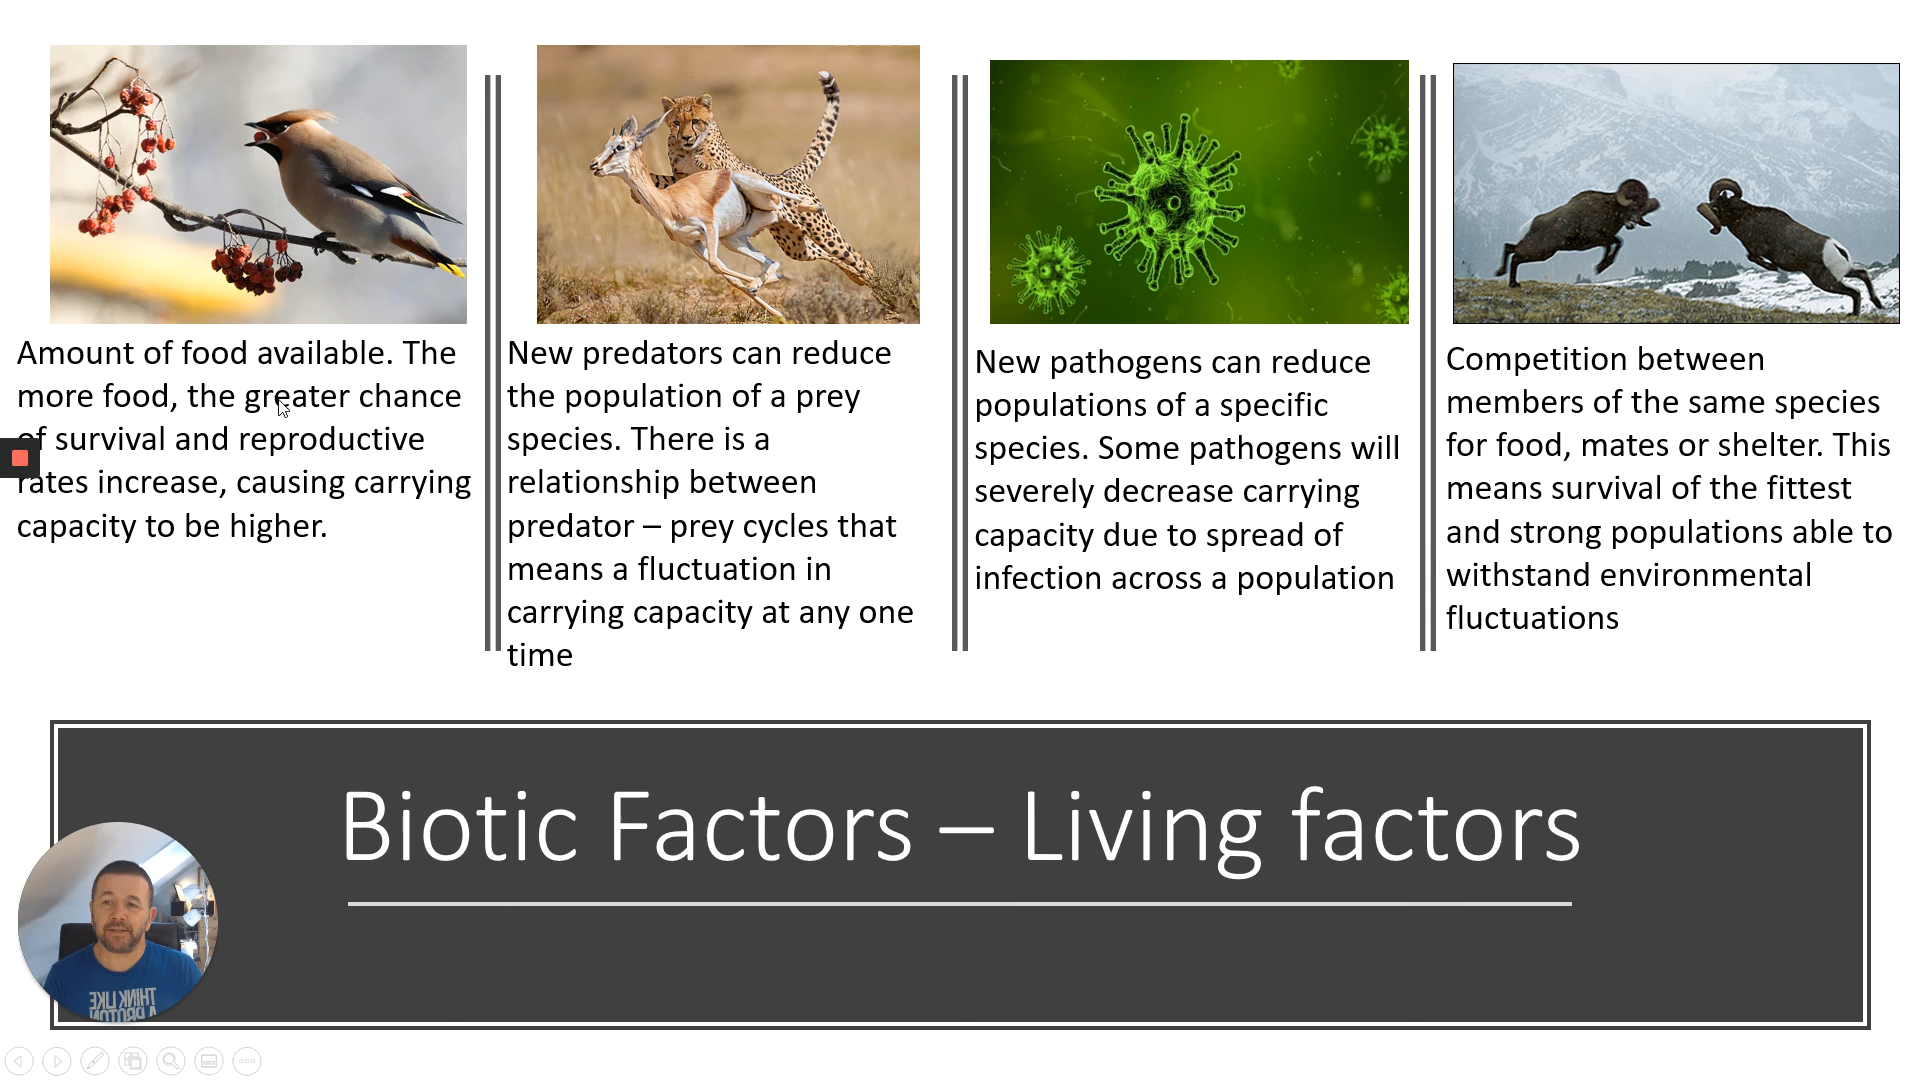 Amount of food available. The
more food, the greater chance
of survival and reproductive
rates increase, causing carrying
capacity to be higher.
New predators can reduce
the population of a prey
species. There is a
relationship between
predator – prey cycles that
means a fluctuation in
carrying capacity at any one
time
New pathogens can reduce
populations of a specific
species. Some pathogens will
severely decrease carrying
capacity due to spread of
infection across a population
Competition between
members of the same species
for food, mates or shelter. This
means survival of the fittest
and strong populations able to
withstand environmental
fluctuations
Biotic Factors – Living factors
THINK LIKE
A PROTON